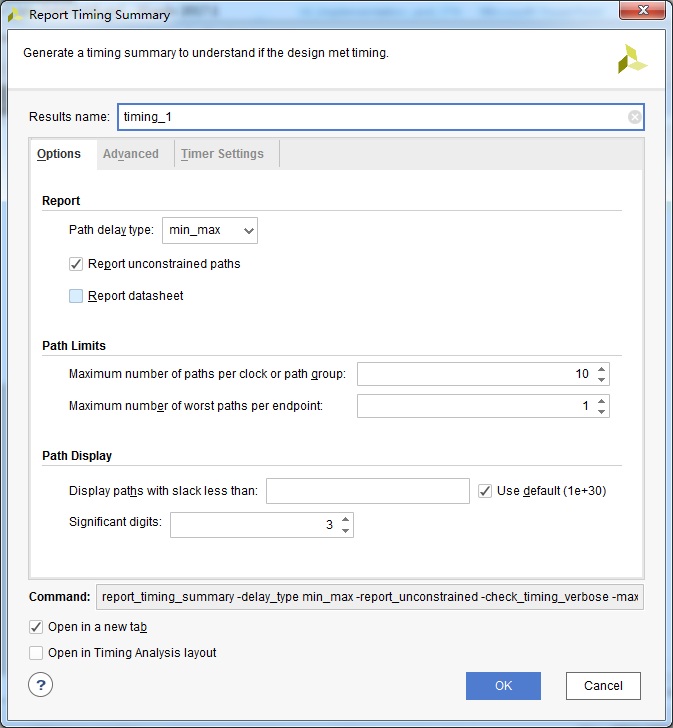 Report Timing Summary
Generate a timing summary to understand if the design met timing.
Results name: timing_1
Options Advanced Timer Settings
Report
Path delay type: min_max
Report unconstrained paths
Report datasheet
Path Limits
Maximum number of paths per clock or path group: 10
Maximum number of worst paths per endpoint: 1
Path Display
Display paths with slack less than: Use default (1e+30)
Significant digits: 3
Command: report_timing_summary -delay_type min_max -report_unconstrained -check_timing_verbose -max
Open in a new tab
Open in Timing Analysis layout
? OK Cancel